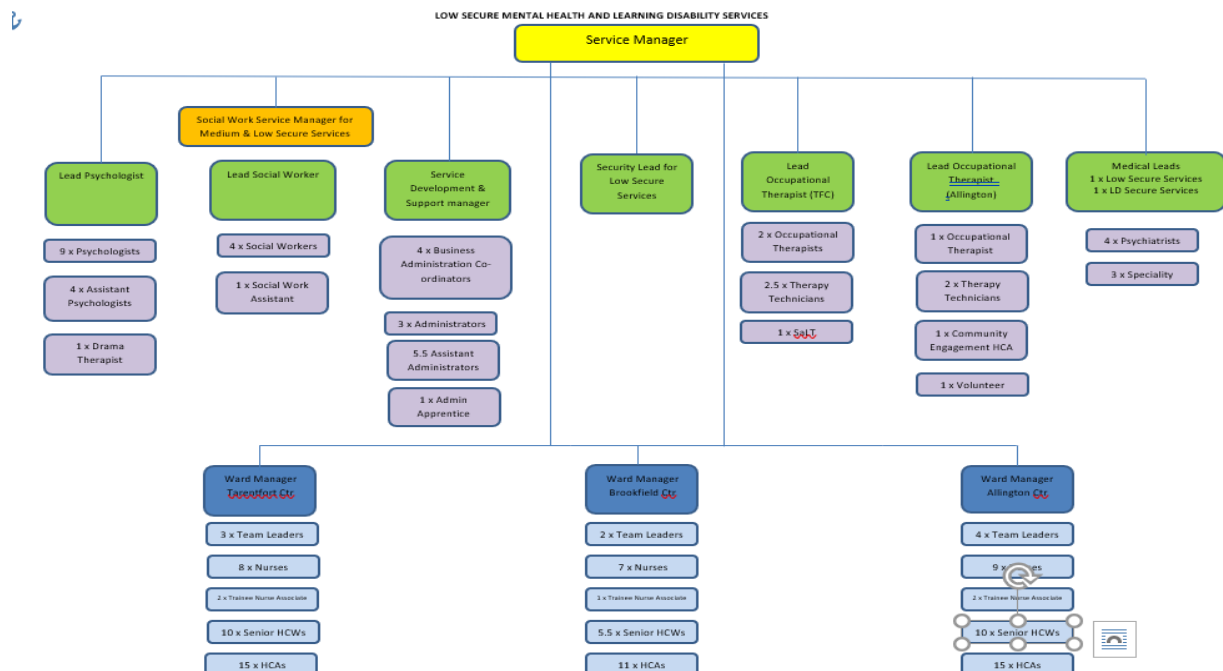 LOW SECURE MENTAL HEALTH AND LEARNING DISABILITY SERVICES
Service Manager
Social Work Service Manager for
Medium & Low Secure Services
Lead Psychologist
9 x Psychologists
4 x Assistant
Psychologists
1 x Drama
Therapist
Lead Social Worker
4 x Social Workers
1 x Social Work
Assistant
Service
Development &
Support manager
4 x Business
Administration Co-
ordinators
3 x Administrators
5.5 Assistant
Administrators
1 x Admin
Apprentice
Security Lead for
Low Secure
Services
Lead
Occupational
Therapist (TFC)
2 x Occupational
Therapists
2.5 x Therapy
Technicians
1 x SaLT
Lead Occupational
Therapist
(Allington)
1 x Occupational
Therapist
2 x Therapy
Technicians
1 x Community
Engagement HCA
1 x Volunteer
Medical Leads
1 x Low Secure Services
1 x LD Secure Services
4 x Psychiatrists
3 x Speciality
Ward Manager
Tarentfort Ctr
3 x Team Leaders
8 x Nurses
2 x Trainee Nurse Associate
10 x Senior HCWs
15 x HCAs
Ward Manager
Brookfield Ctr
2 x Team Leaders
7 x Nurses
1 x Trainee Nurse Associate
5.5 x Senior HCWs
11 x HCAs
Ward Manager
Allington Ctr
4 x Team Leaders
9 x Nurses
2 x Trainee Nurse Associate
10 x Senior HCWs
15 x HCAs